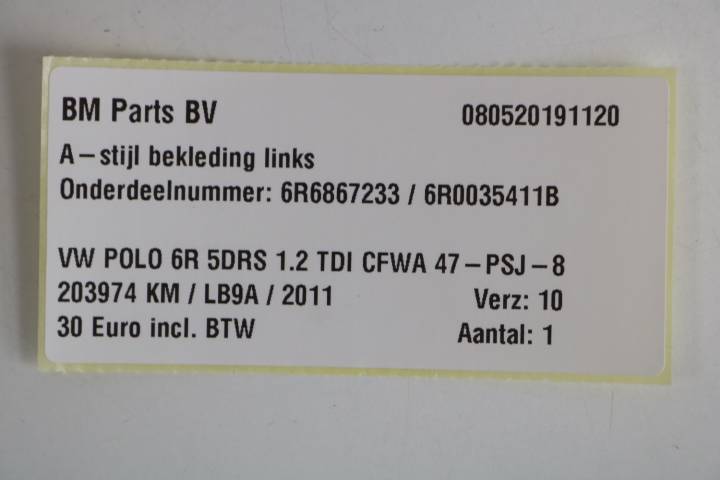 BM Parts BV 080520191120
A-stijl bekleding links
Onderdeelnummer: 6R6867233 / 6R0035411B
VW POLO 6R 5DRS 1.2 TDI CFWA 47-PSJ-8
203974 KM / LB9A / 2011 Verz: 10
30 Euro incl. BTW Aantal: 1